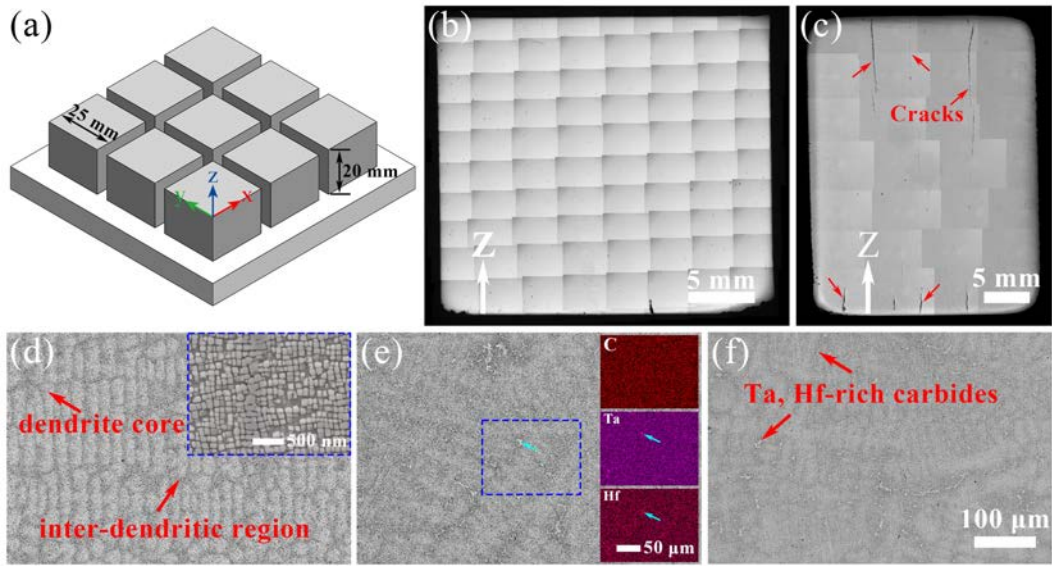 (a)
25 mm
20 mm
Z
y
x
(b)
Z
5 mm
(c)
Cracks
Z
5 mm
(d)
dendrite core
500 nm
inter-dendritic region
(e)
C
Ta
Hf
50 μm
(f)
Ta, Hf-rich carbides
100 μm